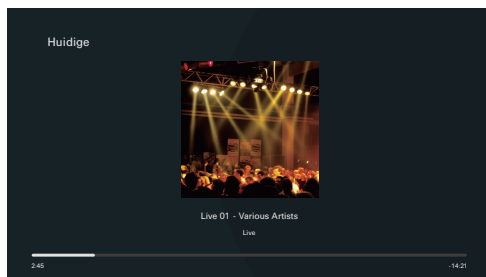 Huidige
Live 01 - Various Artists
Live
2:45
-14:21